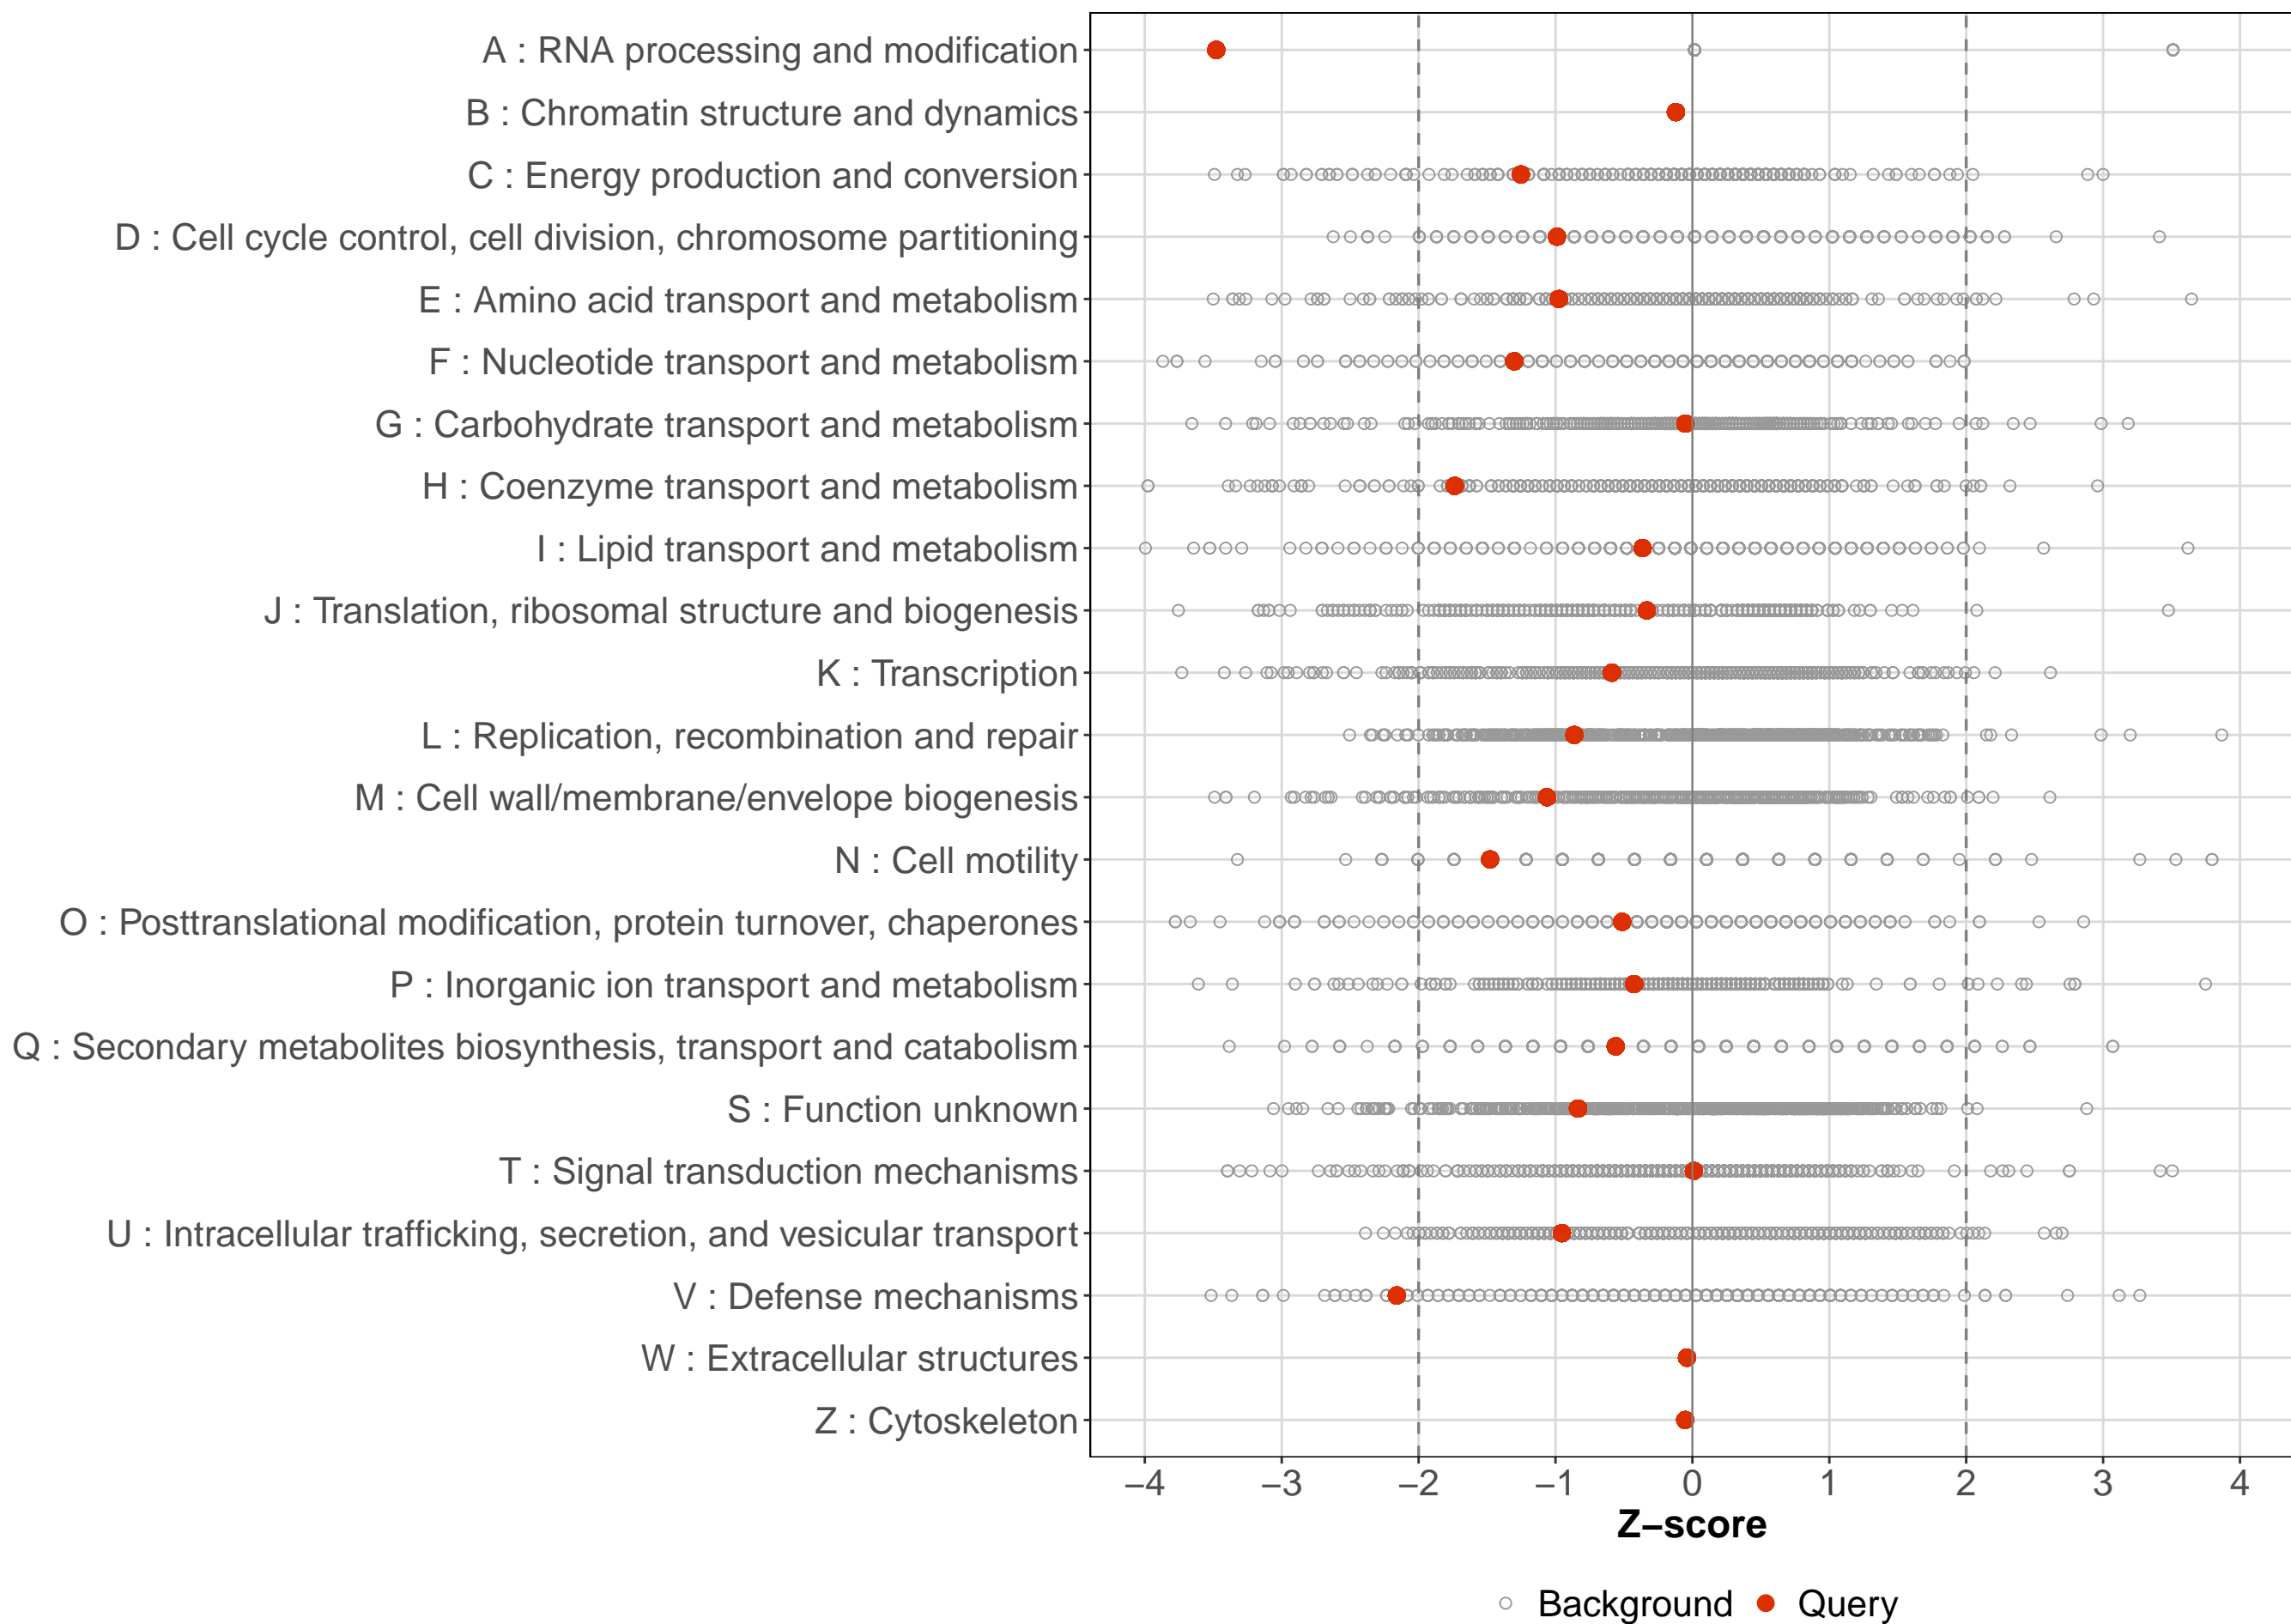 A : RNA processing and modification
B : Chromatin structure and dynamics
C : Energy production and conversion
D : Cell cycle control, cell division, chromosome partitioning
E : Amino acid transport and metabolism
F : Nucleotide transport and metabolism
G : Carbohydrate transport and metabolism
H : Coenzyme transport and metabolism
I : Lipid transport and metabolism
J : Translation, ribosomal structure and biogenesis
K : Transcription
L : Replication, recombination and repair
M : Cell wall/membrane/envelope biogenesis
N : Cell motility
O : Posttranslational modification, protein turnover, chaperones
P : Inorganic ion transport and metabolism
Q : Secondary metabolites biosynthesis, transport and catabolism
S : Function unknown
T : Signal transduction mechanisms
U : Intracellular trafficking, secretion, and vesicular transport
V : Defense mechanisms
W : Extracellular structures
Z : Cytoskeleton
−4 −3 −2 −1 0 1 2 3 4
Z−score
Background Query